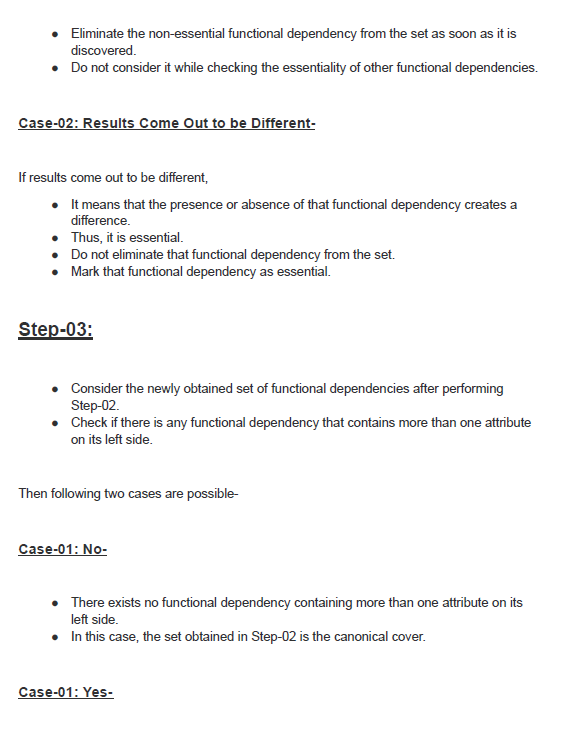 ● Eliminate the non-essential functional dependency from the set as soon as it is
discovered.
● Do not consider it while checking the essentiality of other functional dependencies.
Case-02: Results Come Out to be Different-
If results come out to be different,
● It means that the presence or absence of that functional dependency creates a
difference.
● Thus, it is essential.
● Do not eliminate that functional dependency from the set.
● Mark that functional dependency as essential.
Step-03:
● Consider the newly obtained set of functional dependencies after performing
Step-02.
● Check if there is any functional dependency that contains more than one attribute
on its left side.
Then following two cases are possible-
Case-01: No-
● There exists no functional dependency containing more than one attribute on its
left side.
● In this case, the set obtained in Step-02 is the canonical cover.
Case-01: Yes-